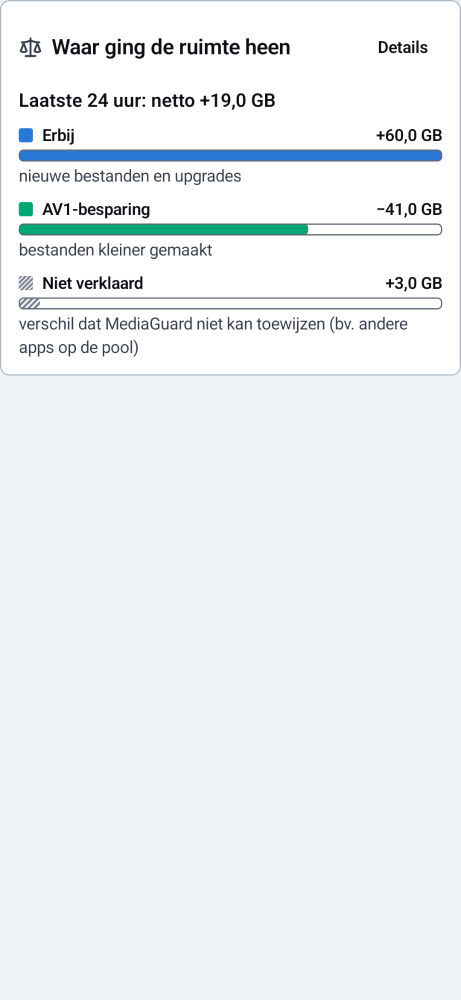 Waar ging de ruimte heen
Details
Laatste 24 uur: netto +19,0 GB
Erbij
+60,0 GB
nieuwe bestanden en upgrades
AV1-besparing
−41,0 GB
bestanden kleiner gemaakt
Niet verklaard
+3,0 GB
verschil dat MediaGuard niet kan toewijzen (bv. andere
apps op de pool)